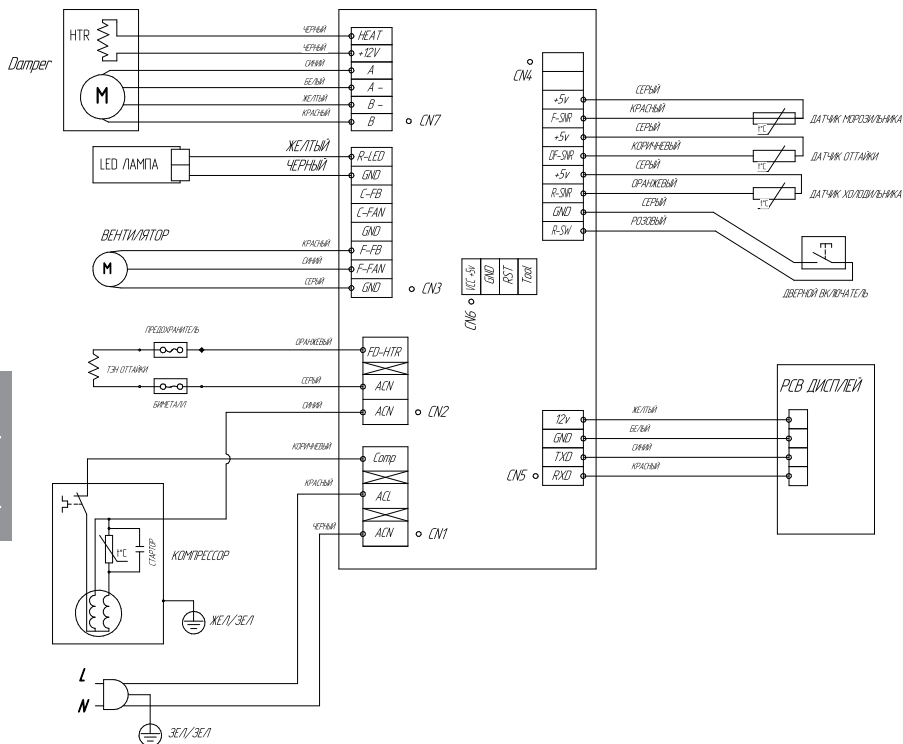 Damper
HTR
M
ЧЕРНЫЙ
ЧЕРНЫЙ
СИНИЙ
БЕЛЫЙ
ЖЕЛТЫЙ
КРАСНЫЙ
HEAT
+12V
A
A -
B -
B
CN7
LED ЛАМПА
ЖЕЛТЫЙ
ЧЕРНЫЙ
R-LED
GND
C-FB
C-FAN
GND
F-FB
F-FAN
GND
CN3
ВЕНТИЛЯТОР
M
КРАСНЫЙ
СИНИЙ
СЕРЫЙ
CN4
+5v
F-SNR
+5v
DF-SNR
+5v
R-SNR
GND
R-SW
СЕРЫЙ
КРАСНЫЙ
СЕРЫЙ
КОРИЧНЕВЫЙ
СЕРЫЙ
ОРАНЖЕВЫЙ
СЕРЫЙ
РОЗОВЫЙ
t°C
ДАТЧИК МОРОЗИЛЬНИКА
t°C
ДАТЧИК ОТТАЙКИ
t°C
ДАТЧИК ХОЛОДИЛЬНИКА
ДВЕРНОЙ ВКЛЮЧАТЕЛЬ
VCC +5v
GND
RST
Tool
CN6
ПРЕДОХРАНИТЕЛЬ
ТЭН ОТТАЙКИ
БИМЕТАЛЛ
ОРАНЖЕВЫЙ
СЕРЫЙ
СИНИЙ
FD-HTR
ACN
ACN
CN2
КОРИЧНЕВЫЙ
КРАСНЫЙ
ЧЕРНЫЙ
Comp
ACL
ACN
CN1
12v
GND
TXD
RXD
CN5
ЖЕЛТЫЙ
БЕЛЫЙ
СИНИЙ
КРАСНЫЙ
PCB ДИСПЛЕЙ
t°C
СТАРТОР
КОМПРЕССОР
ЖЕЛ/ЗЕЛ
L
N
ЗЕЛ/ЗЕЛ